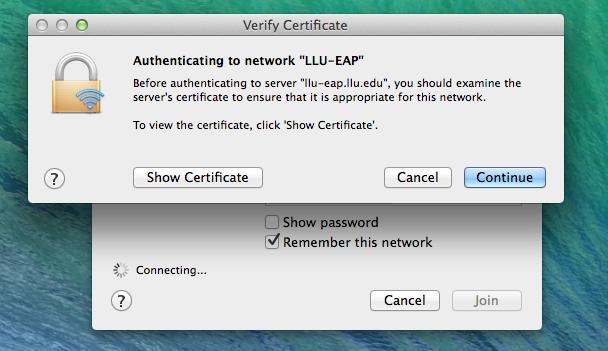 Verify Certificate
Authenticating to network "LLU-EAP"
Before authenticating to server "llu-eap.llu.edu", you should examine the
server's certificate to ensure that it is appropriate for this network.
To view the certificate, click 'Show Certificate'.
? Show Certificate Cancel Continue
Show password
Remember this network
Connecting...
? Cancel Join